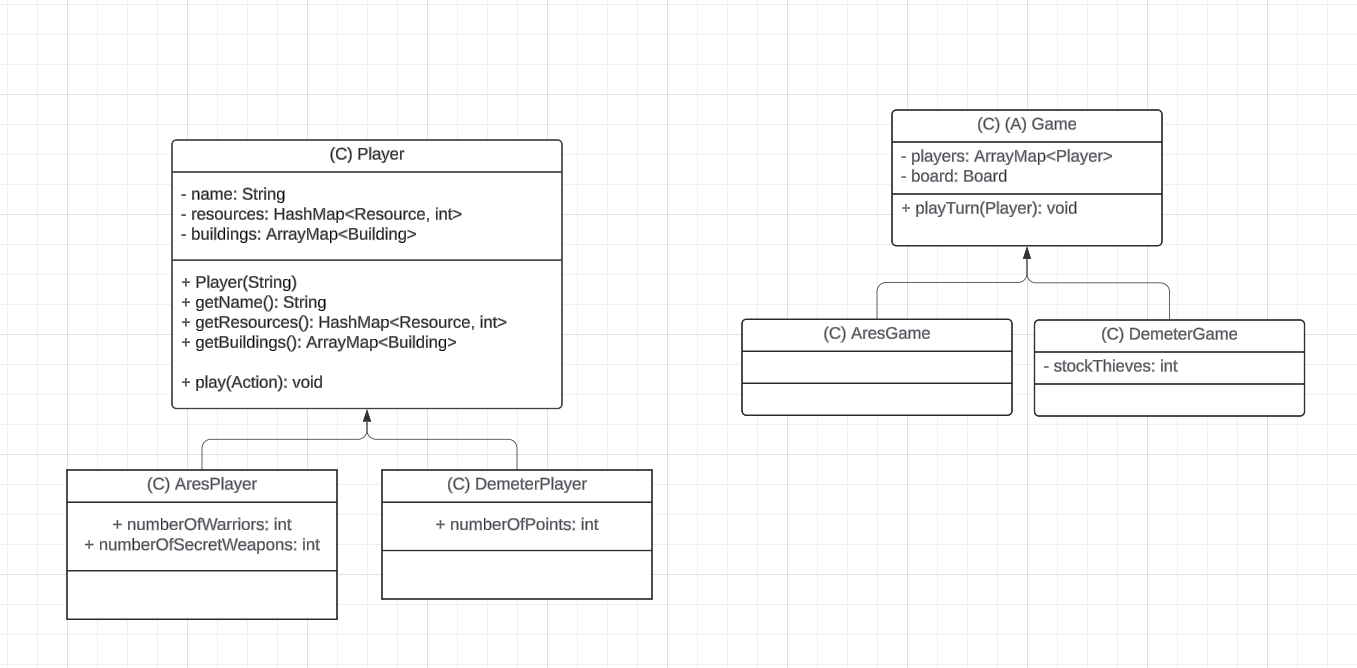 (C) Player
- name: String
- resources: HashMap<Resource, int>
- buildings: ArrayMap<Building>
+ Player(String)
+ getName(): String
+ getResources(): HashMap<Resource, int>
+ getBuildings(): ArrayMap<Building>
+ play(Action): void
(C) AresPlayer
+ numberOfWarriors: int
+ numberOfSecretWeapons: int
(C) DemeterPlayer
+ numberOfPoints: int
(C) (A) Game
- players: ArrayMap<Player>
- board: Board
+ playTurn(Player): void
(C) AresGame
(C) DemeterGame
- stockThieves: int